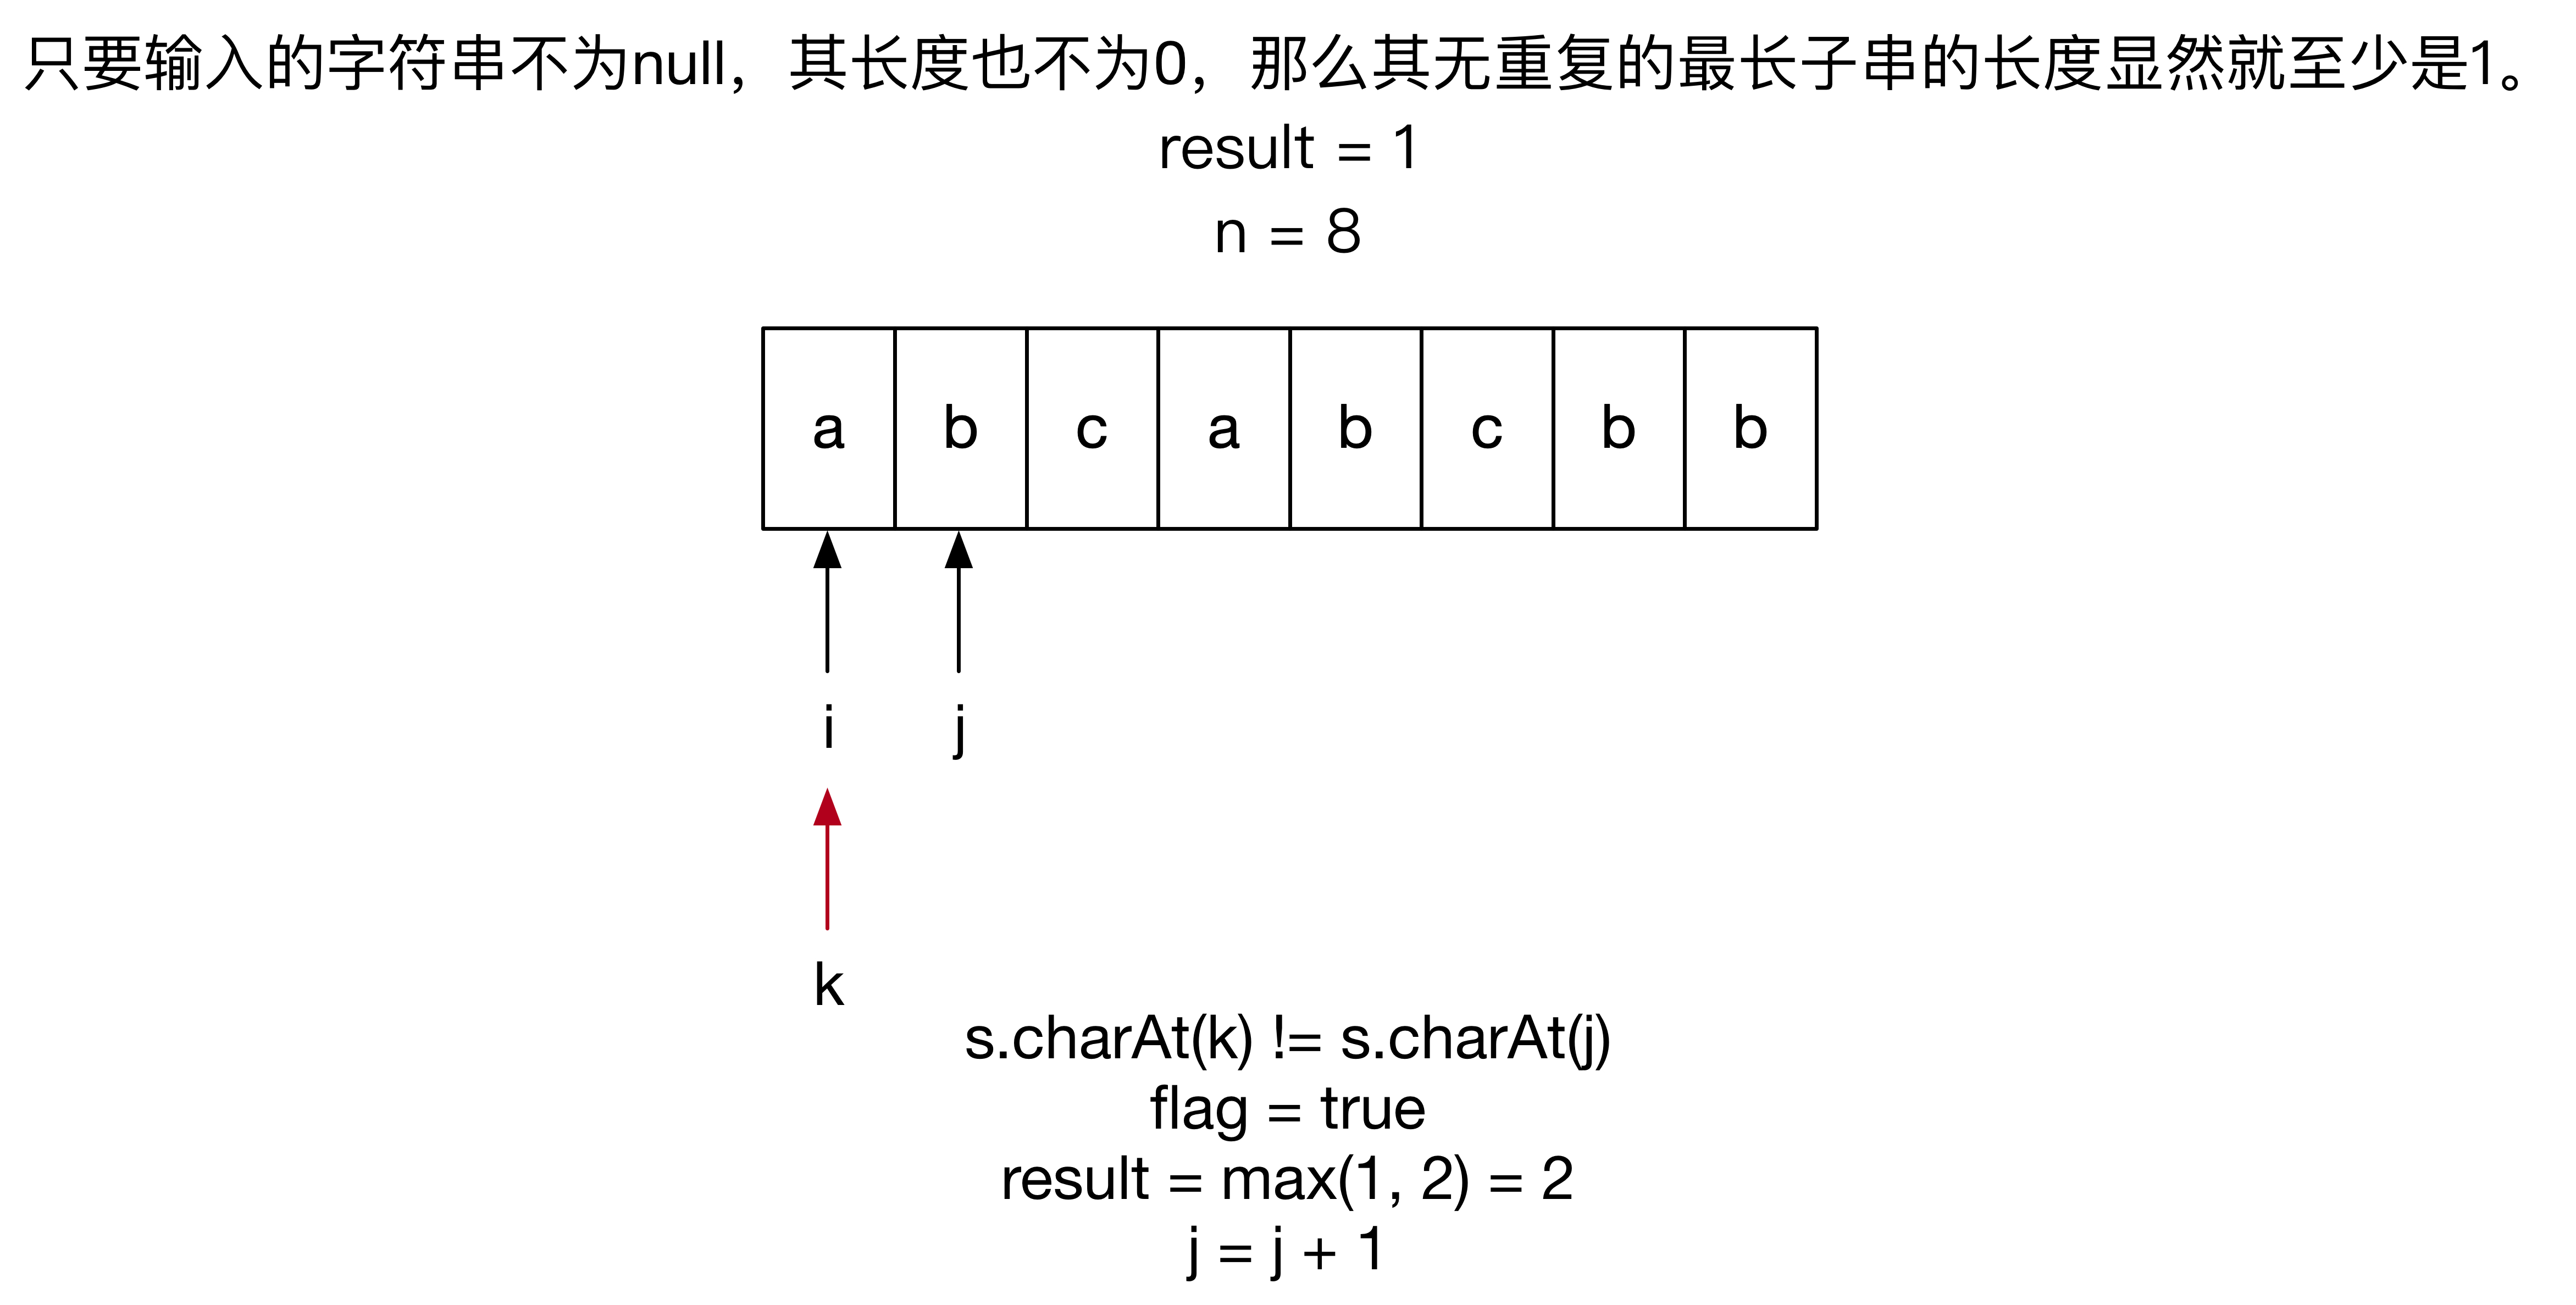 只要输入的字符串不为null，其长度也不为0，那么其无重复的最长子串的长度显然就至少是1。
result = 1
n = 8
a b c a b c b b
i j
k
s.charAt(k) != s.charAt(j)
flag = true
result = max(1, 2) = 2
j = j + 1